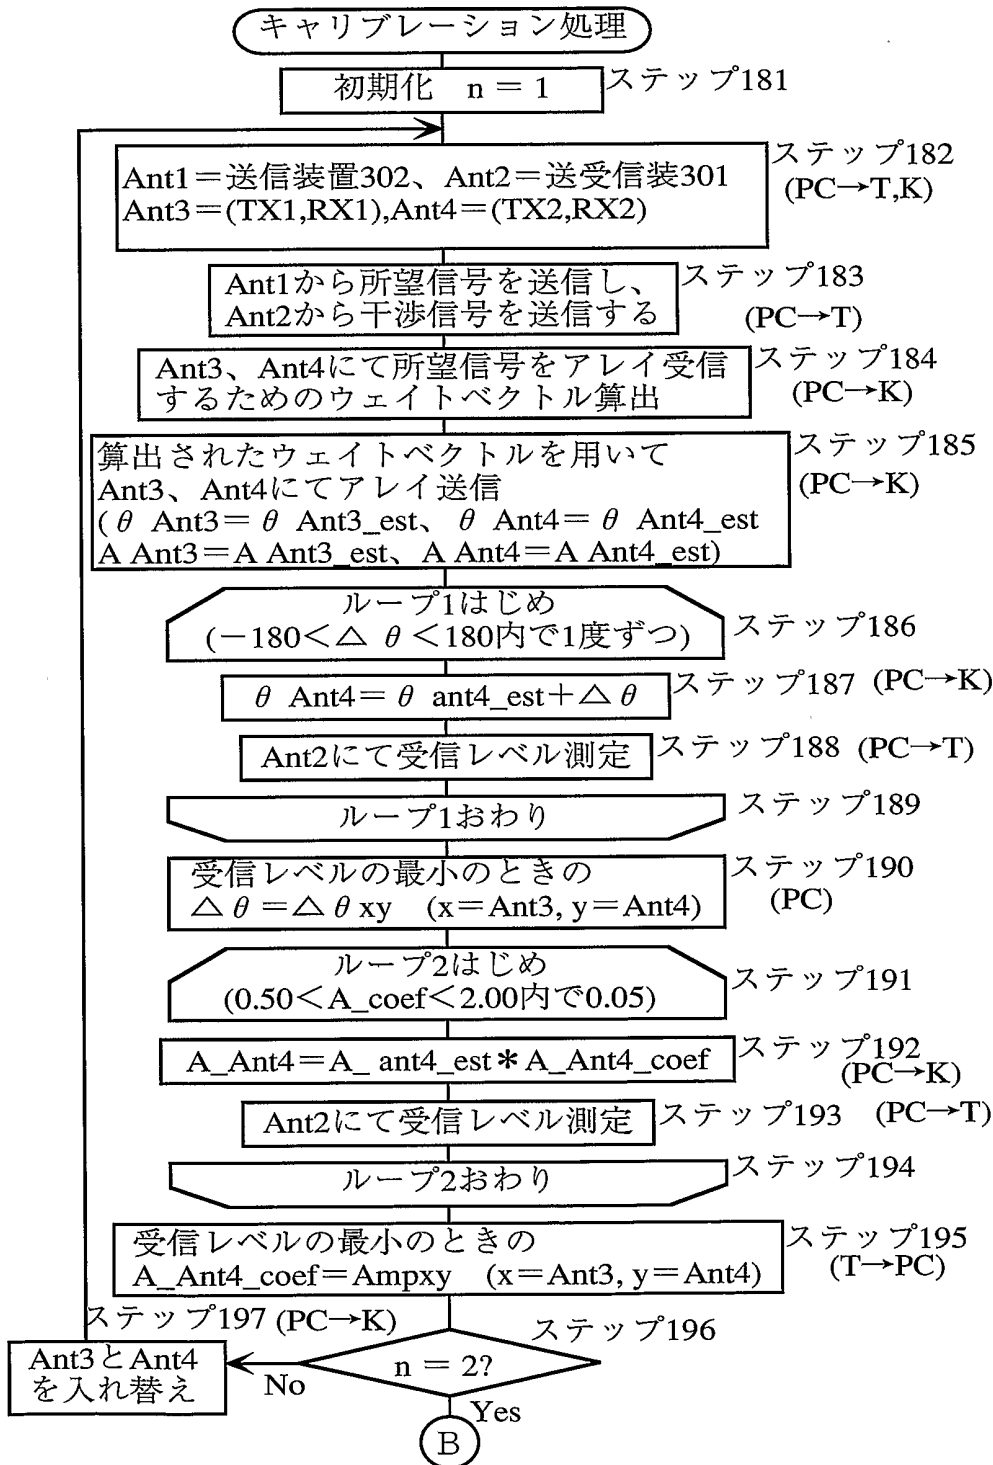 キャリブレーション処理
初期化 n = 1
ステップ181
Ant1=送信装置302、Ant2=送受信装301
Ant3=(TX1,RX1),Ant4=(TX2,RX2)
ステップ182
(PC→T,K)
Ant1から所望信号を送信し、
Ant2から干渉信号を送信する
ステップ183
(PC→T)
Ant3、Ant4にて所望信号をアレイ受信
するためのウェイトベクトル算出
ステップ184
(PC→K)
算出されたウェイトベクトルを用いて
Ant3、Ant4にてアレイ送信
(θ Ant3=θ Ant3_est、θ Ant4=θ Ant4_est
A Ant3=A Ant3_est、A Ant4=A Ant4_est)
ステップ185
(PC→K)
ループ1はじめ
(-180<△θ<180内で1度ずつ)
ステップ186
θ Ant4=θ ant4_est+△θ
ステップ187 (PC→K)
Ant2にて受信レベル測定
ステップ188 (PC→T)
ループ1おわり
ステップ189
受信レベルの最小のときの
△θ=△θxy (x=Ant3, y=Ant4)
ステップ190
(PC)
ループ2はじめ
(0.50<A_coef<2.00内で0.05)
ステップ191
A_Ant4=A_ ant4_est*A_Ant4_coef
ステップ192
(PC→K)
Ant2にて受信レベル測定
ステップ193 (PC→T)
ループ2おわり
ステップ194
受信レベルの最小のときの
A_Ant4_coef=Ampxy (x=Ant3, y=Ant4)
ステップ195
(T→PC)
ステップ197 (PC→K)
Ant3とAnt4
を入れ替え
ステップ196
n = 2?
No
Yes
B